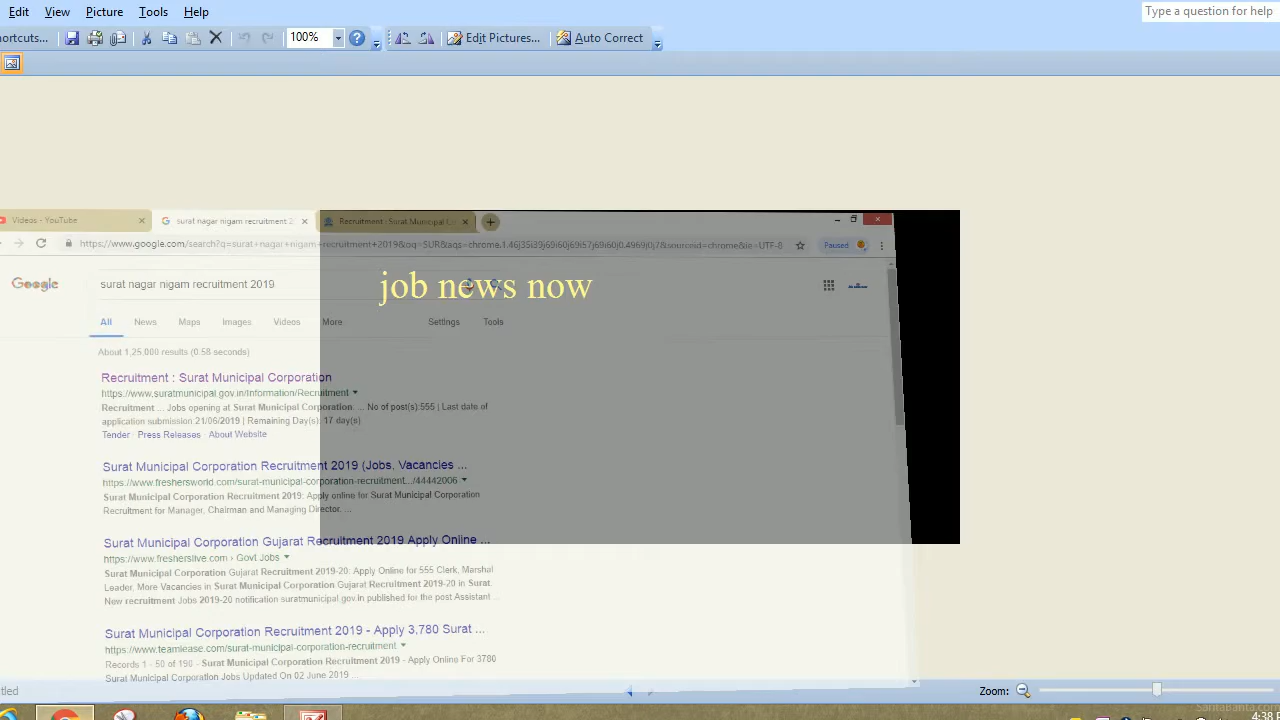 Edit View Picture Tools Help
Type a question for help
ortcuts... 100% Edit Pictures... Auto Correct
Videos - YouTube surat nagar nigam recruitment 2 Recruitment : Surat Municipal Co
https://www.google.com/search?q=surat+nagar+nigam+recruitment+2019&oq=SUR&aqs=chrome.1.46j35i39j69i60j69i57j69i60.4969j0j7&sourceid=chrome&ie=UTF-8 Paused
Google surat nagar nigam recruitment 2019
job news now
All News Maps Images Videos More Settings Tools
About 1,25,000 results (0.58 seconds)
Recruitment : Surat Municipal Corporation
https://www.suratmunicipal.gov.in/Information/Recruitment
Recruitment ... Jobs opening at Surat Municipal Corporation. ... No of post(s):555 | Last date of
application submission 21/06/2019 | Remaining Day(s): 17 day(s)
Tender · Press Releases · About Website
Surat Municipal Corporation Recruitment 2019 (Jobs, Vacancies ...
https://www.freshersworld.com/surat-municipal-corporation-recruitment.../44442006
Surat Municipal Corporation Recruitment 2019: Apply online for Surat Municipal Corporation
Recruitment for Manager, Chairman and Managing Director. ...
Surat Municipal Corporation Gujarat Recruitment 2019 Apply Online ...
https://www.fresherslive.com › Govt Jobs
Surat Municipal Corporation Gujarat Recruitment 2019-20: Apply Online for 555 Clerk, Marshal
Leader, More Vacancies in Surat Municipal Corporation Gujarat Recruitment 2019-20 in Surat.
New recruitment Jobs 2019-20 notification suratmunicipal.gov.in published for the post Assistant ...
Surat Municipal Corporation Recruitment 2019 - Apply 3,780 Surat ...
https://www.teamlease.com/surat-municipal-corporation-recruitment
Records 1 - 50 of 190 - Surat Municipal Corporation Recruitment 2019 - Apply Online For 3780
Surat Municipal Corporation Jobs Updated On 02 June 2019 ...
tled Zoom:
SantaBanta.com
4:38 P